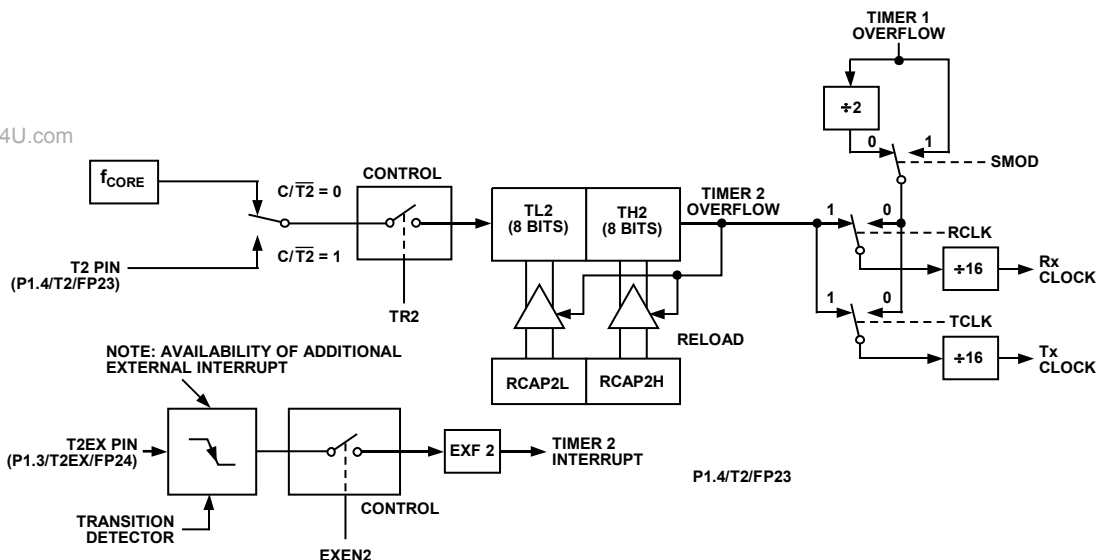 TIMER 1
OVERFLOW
÷2
0
1
SMOD
4U.com
fCORE
C/T2 = 0
CONTROL
TL2
(8 BITS)
TH2
(8 BITS)
TIMER 2
OVERFLOW
1
0
RCLK
C/T2 = 1
T2 PIN
(P1.4/T2/FP23)
÷16
Rx
CLOCK
TR2
1
0
TCLK
RELOAD
NOTE: AVAILABILITY OF ADDITIONAL
EXTERNAL INTERRUPT
÷16
Tx
CLOCK
RCAP2L
RCAP2H
T2EX PIN
(P1.3/T2EX/FP24)
EXF 2
TIMER 2
INTERRUPT
P1.4/T2/FP23
CONTROL
TRANSITION
DETECTOR
EXEN2